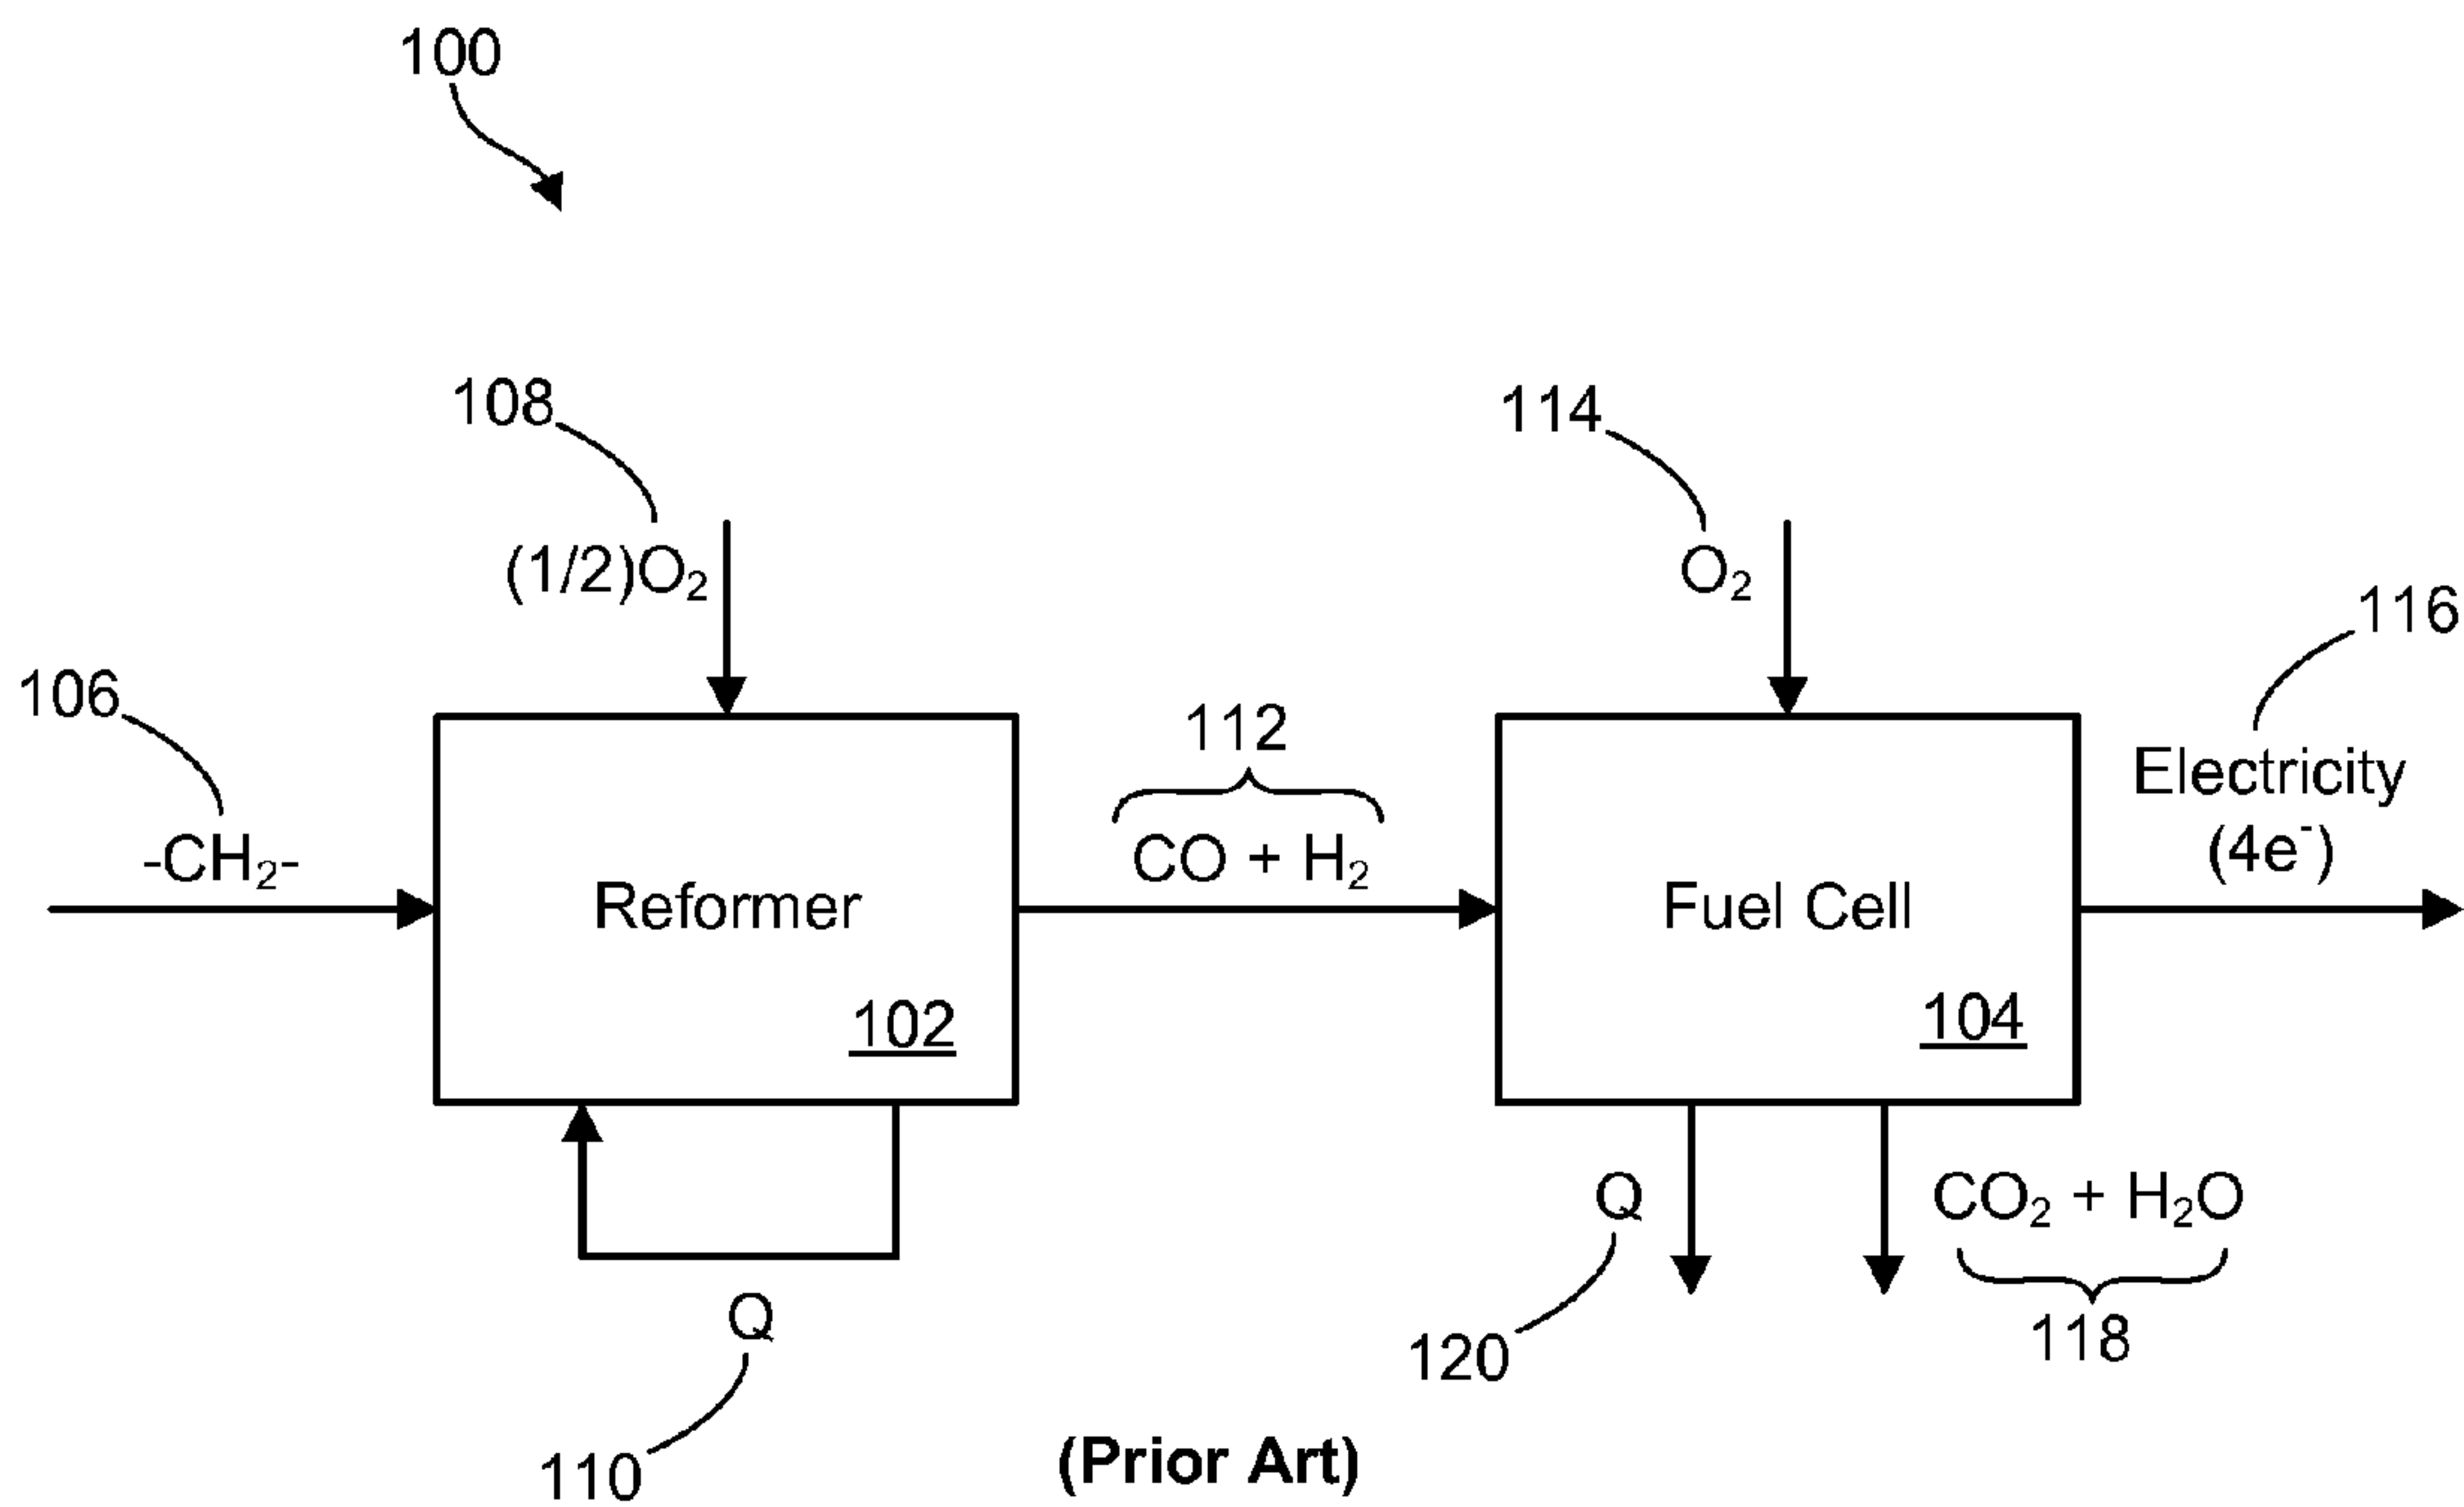 100
108
114
(1/2)O₂
O₂
116
106
112
Electricity
(4e⁻)
-CH₂-
CO + H₂
Reformer
Fuel Cell
102
104
Q
CO₂ + H₂O
Q
120
118
110
(Prior Art)